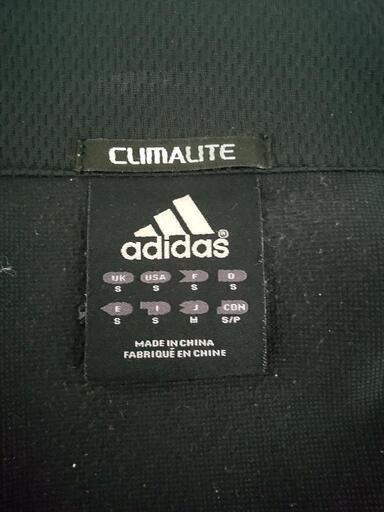 CLIMALITE
adidas®
UK USA F D
S S S S
E I J CDN
S S M S/P
MADE IN CHINA
FABRIQUÉ EN CHINE